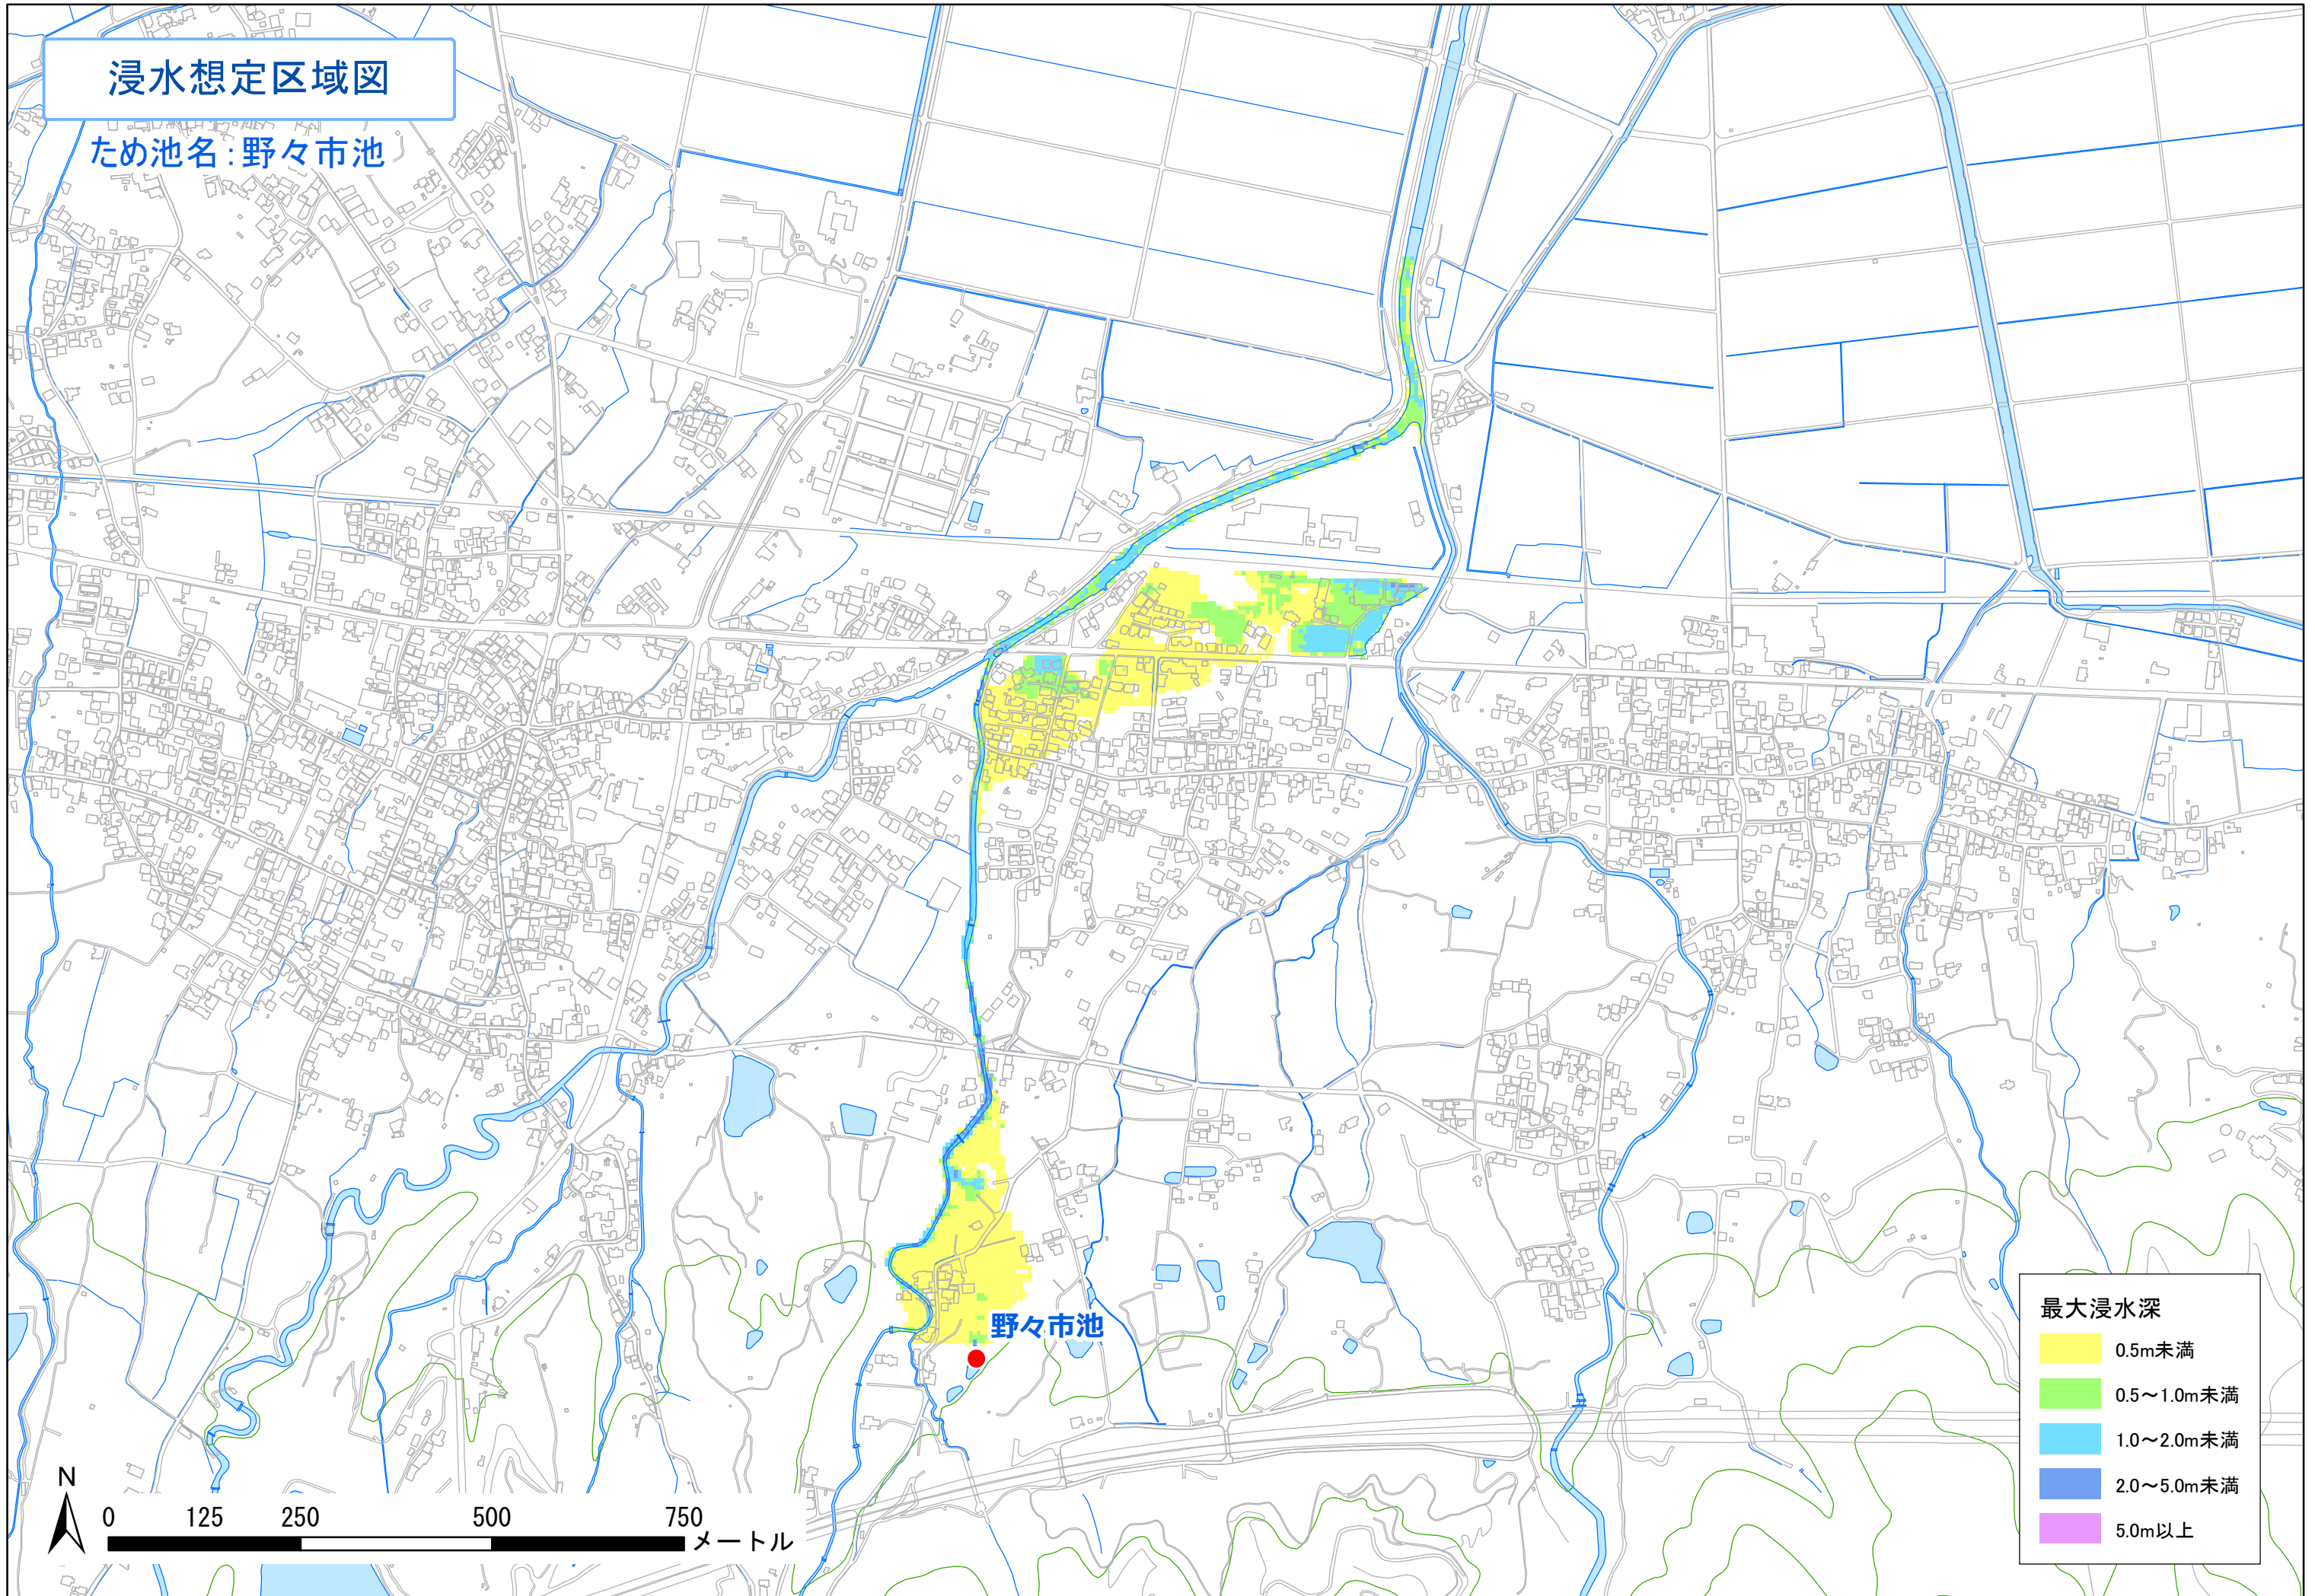 浸水想定区域図
ため池名：野々市池
野々市池
最大浸水深
0.5m未満
0.5～1.0m未満
1.0～2.0m未満
2.0～5.0m未満
5.0m以上
N
0 125 250 500 750
メートル